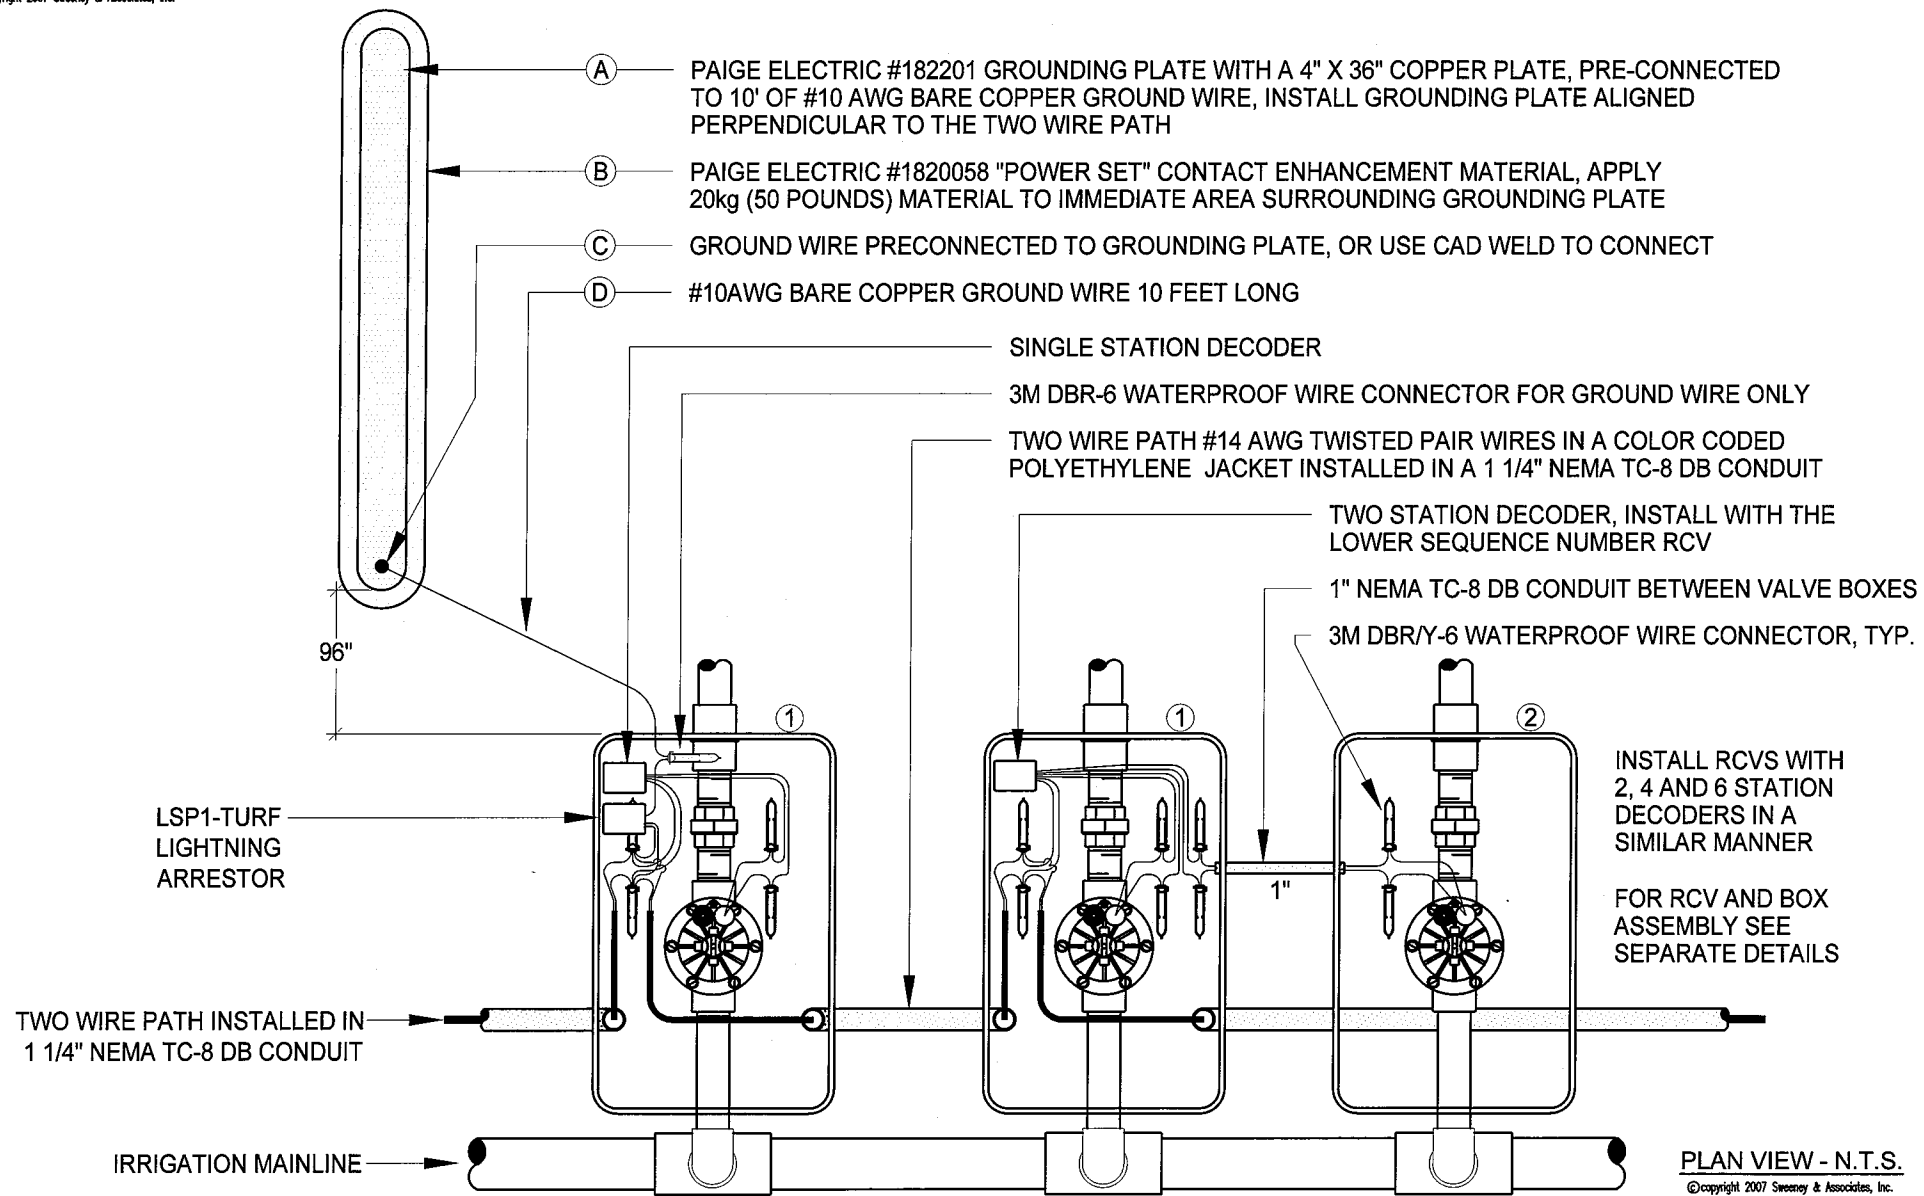 A
PAIGE ELECTRIC #182201 GROUNDING PLATE WITH A 4" X 36" COPPER PLATE, PRE-CONNECTED
TO 10' OF #10 AWG BARE COPPER GROUND WIRE, INSTALL GROUNDING PLATE ALIGNED
PERPENDICULAR TO THE TWO WIRE PATH
B
PAIGE ELECTRIC #1820058 "POWER SET" CONTACT ENHANCEMENT MATERIAL, APPLY
20kg (50 POUNDS) MATERIAL TO IMMEDIATE AREA SURROUNDING GROUNDING PLATE
C
GROUND WIRE PRECONNECTED TO GROUNDING PLATE, OR USE CAD WELD TO CONNECT
D
#10AWG BARE COPPER GROUND WIRE 10 FEET LONG
SINGLE STATION DECODER
3M DBR-6 WATERPROOF WIRE CONNECTOR FOR GROUND WIRE ONLY
TWO WIRE PATH #14 AWG TWISTED PAIR WIRES IN A COLOR CODED
POLYETHYLENE JACKET INSTALLED IN A 1 1/4" NEMA TC-8 DB CONDUIT
TWO STATION DECODER, INSTALL WITH THE
LOWER SEQUENCE NUMBER RCV
1" NEMA TC-8 DB CONDUIT BETWEEN VALVE BOXES
3M DBR/Y-6 WATERPROOF WIRE CONNECTOR, TYP.
96"
1
1
2
INSTALL RCVS WITH
2, 4 AND 6 STATION
DECODERS IN A
SIMILAR MANNER
LSP1-TURF
LIGHTNING
ARRESTOR
1"
FOR RCV AND BOX
ASSEMBLY SEE
SEPARATE DETAILS
TWO WIRE PATH INSTALLED IN
1 1/4" NEMA TC-8 DB CONDUIT
IRRIGATION MAINLINE
PLAN VIEW - N.T.S.
©copyright 2007 Sweeney & Associates, Inc.